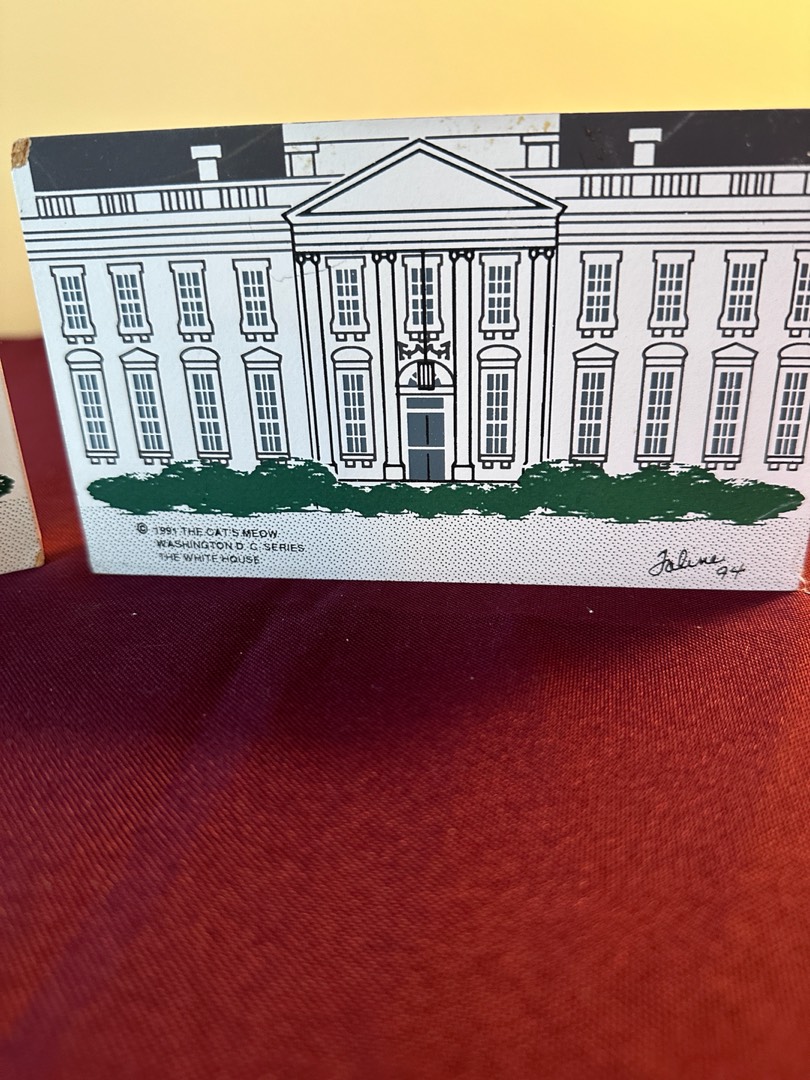 © 1991 THE CAT'S MEOW
WASHINGTON D.C. SERIES
THE WHITE HOUSE
Faline 94